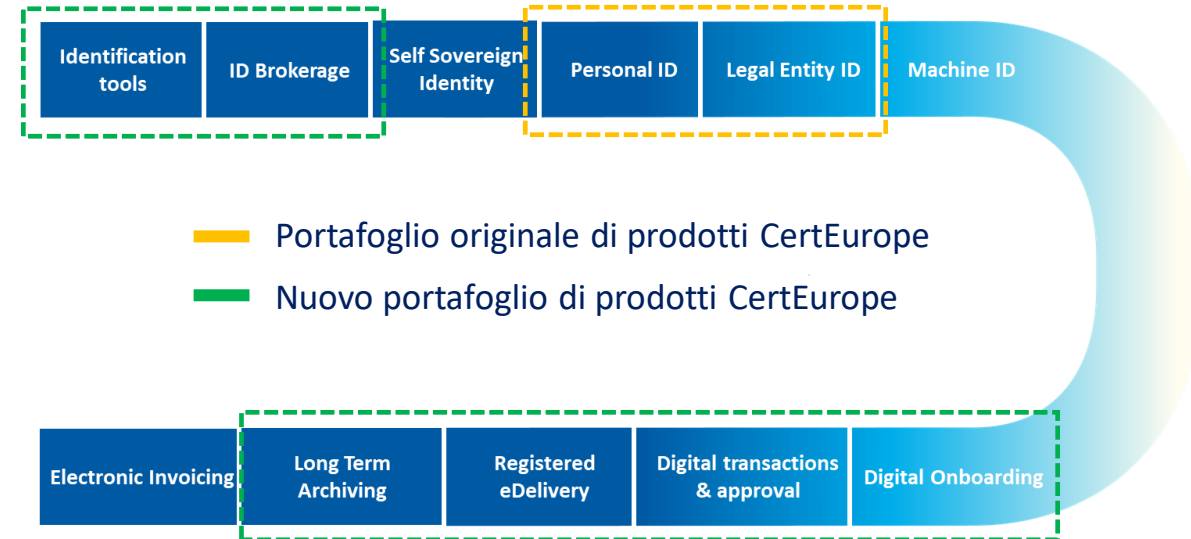 Identification
tools
ID Brokerage
Self Sovereign
Identity
Personal ID
Legal Entity ID
Machine ID
Portafoglio originale di prodotti CertEurope
Nuovo portafoglio di prodotti CertEurope
Electronic Invoicing
Long Term
Archiving
Registered
eDelivery
Digital transactions
& approval
Digital Onboarding